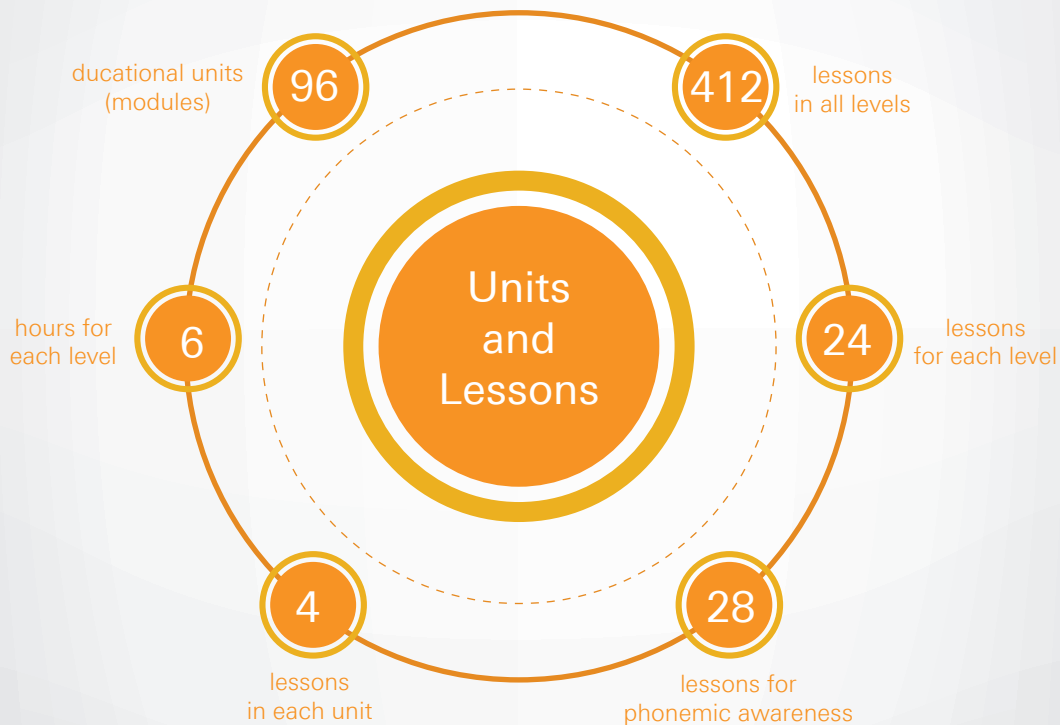 Units
and
Lessons
96
ducational units
(modules)
412
lessons
in all levels
6
hours for
each level
24
lessons
for each level
4
lessons
in each unit
28
lessons for
phonemic awareness